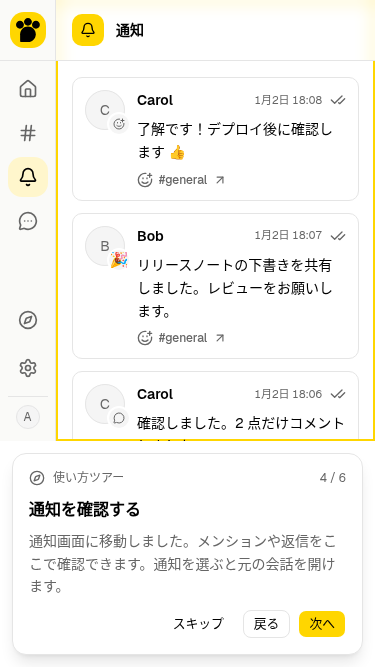 通知
C
Carol
1月2日 18:08
了解です！デプロイ後に確認し
ます 👍
#general
B
Bob
1月2日 18:07
リリースノートの下書きを共有
しました。レビューをお願いし
ます。
#general
C
Carol
1月2日 18:06
確認しました。2 点だけコメント
A
使い方ツアー
4 / 6
通知を確認する
通知画面に移動しました。メンションや返信をこ
こで確認できます。通知を選ぶと元の会話を開け
ます。
スキップ
戻る
次へ